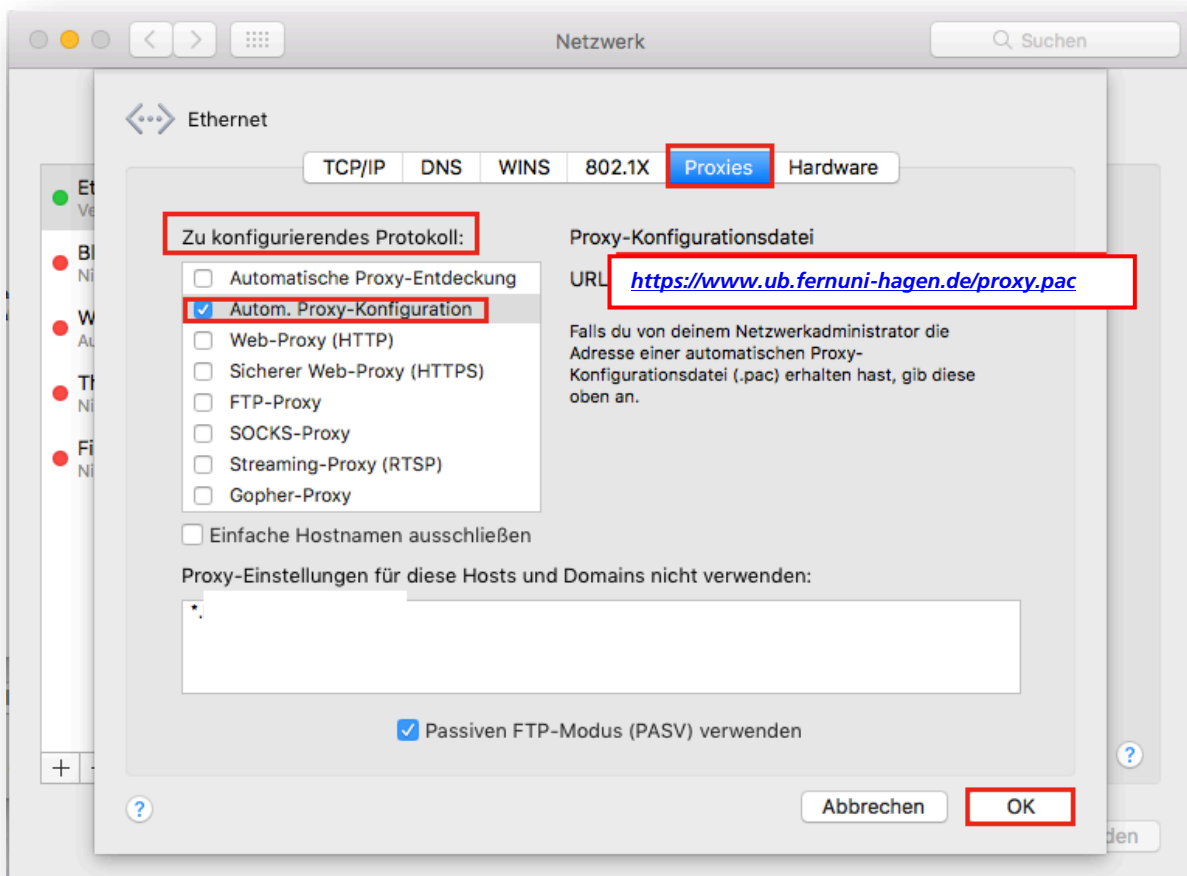 Netzwerk
Suchen
Ethernet
TCP/IP DNS WINS 802.1X Proxies Hardware
Zu konfigurierendes Protokoll:
Automatische Proxy-Entdeckung
Autom. Proxy-Konfiguration
Web-Proxy (HTTP)
Sicherer Web-Proxy (HTTPS)
FTP-Proxy
SOCKS-Proxy
Streaming-Proxy (RTSP)
Gopher-Proxy
Proxy-Konfigurationsdatei
URL https://www.ub.fernuni-hagen.de/proxy.pac
Falls du von deinem Netzwerkadministrator die
Adresse einer automatischen Proxy-
Konfigurationsdatei (.pac) erhalten hast, gib diese
oben an.
Einfache Hostnamen ausschließen
Proxy-Einstellungen für diese Hosts und Domains nicht verwenden:
*.
Passiven FTP-Modus (PASV) verwenden
Abbrechen OK